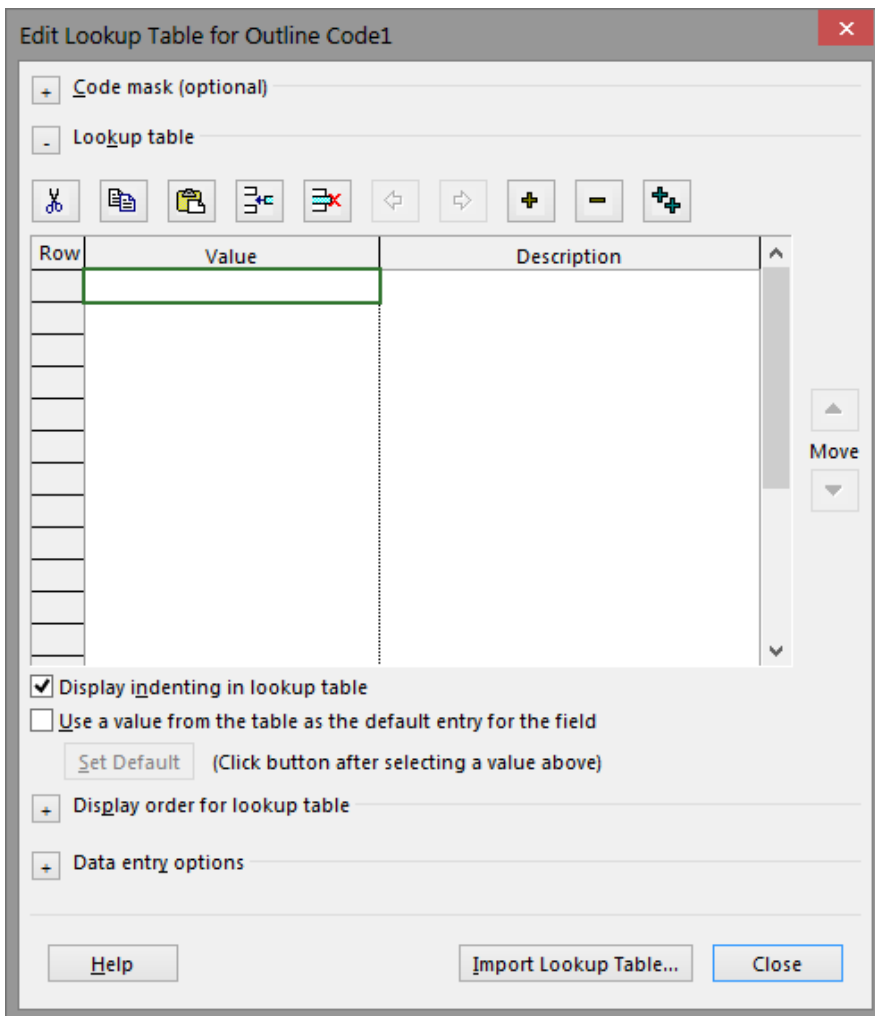 Edit Lookup Table for Outline Code1
+ Code mask (optional)
- Lookup table
Row Value Description
Move
Display indenting in lookup table
Use a value from the table as the default entry for the field
Set Default (Click button after selecting a value above)
+ Display order for lookup table
+ Data entry options
Help Import Lookup Table... Close